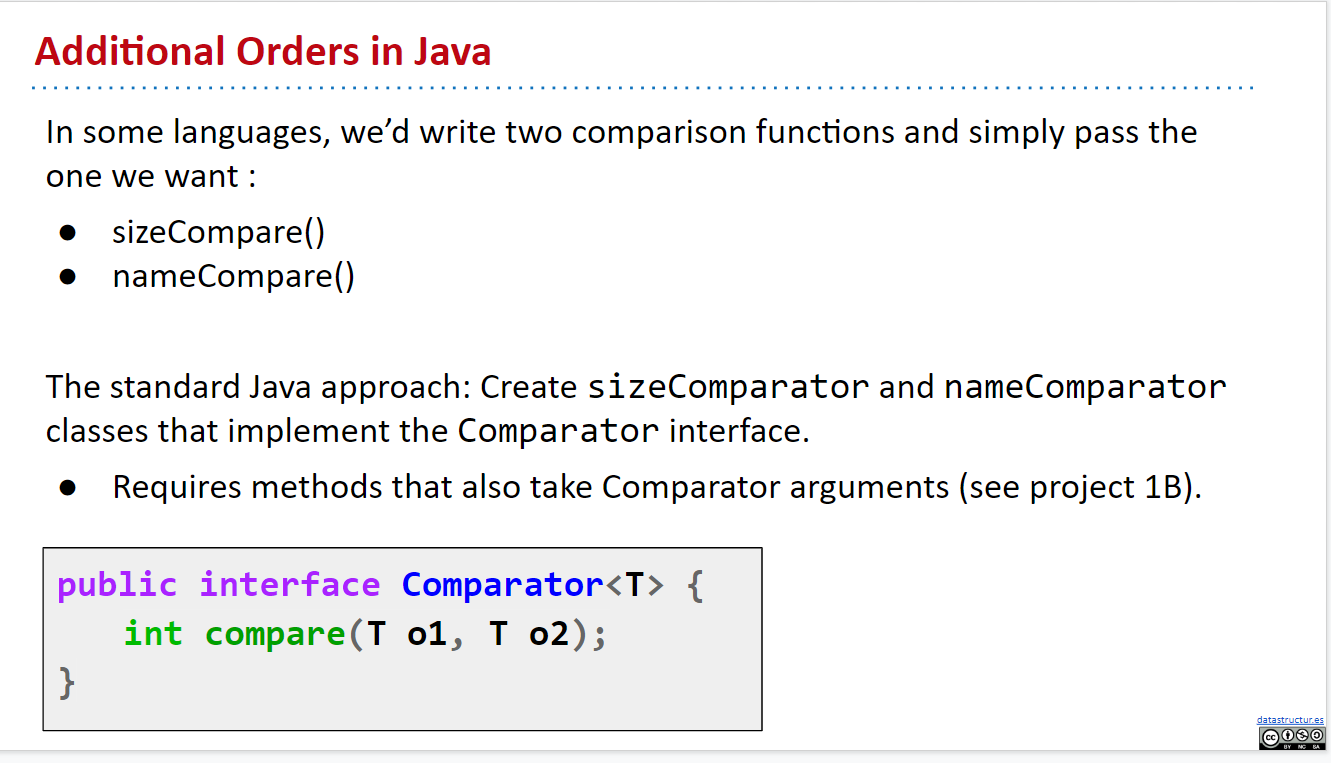 Additional Orders in Java
In some languages, we’d write two comparison functions and simply pass the
one we want :
● sizeCompare()
● nameCompare()
The standard Java approach: Create sizeComparator and nameComparator
classes that implement the Comparator interface.
● Requires methods that also take Comparator arguments (see project 1B).
public interface Comparator<T> {
int compare(T o1, T o2);
}
datastructur.es
cc
BY NC SA